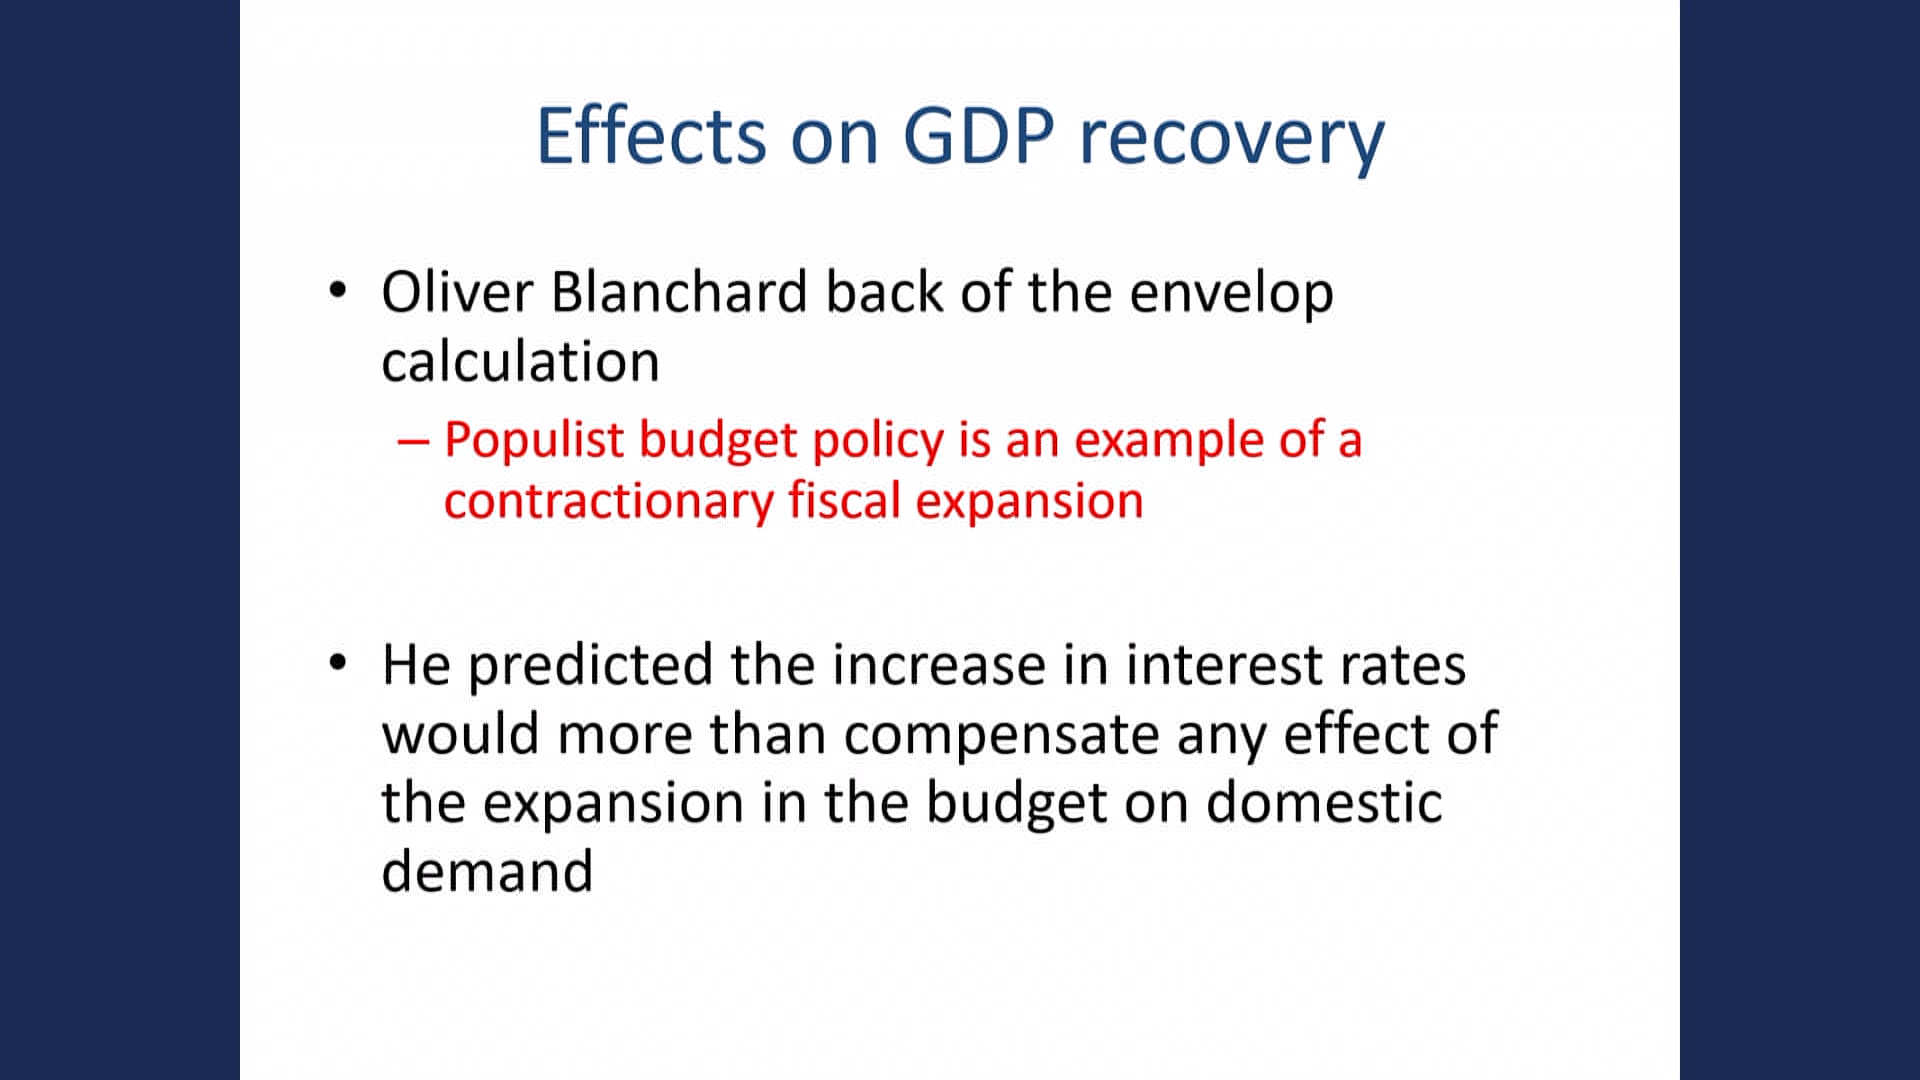 Effects on GDP recovery
• Oliver Blanchard back of the envelop
calculation
– Populist budget policy is an example of a
contractionary fiscal expansion
• He predicted the increase in interest rates
would more than compensate any effect of
the expansion in the budget on domestic
demand